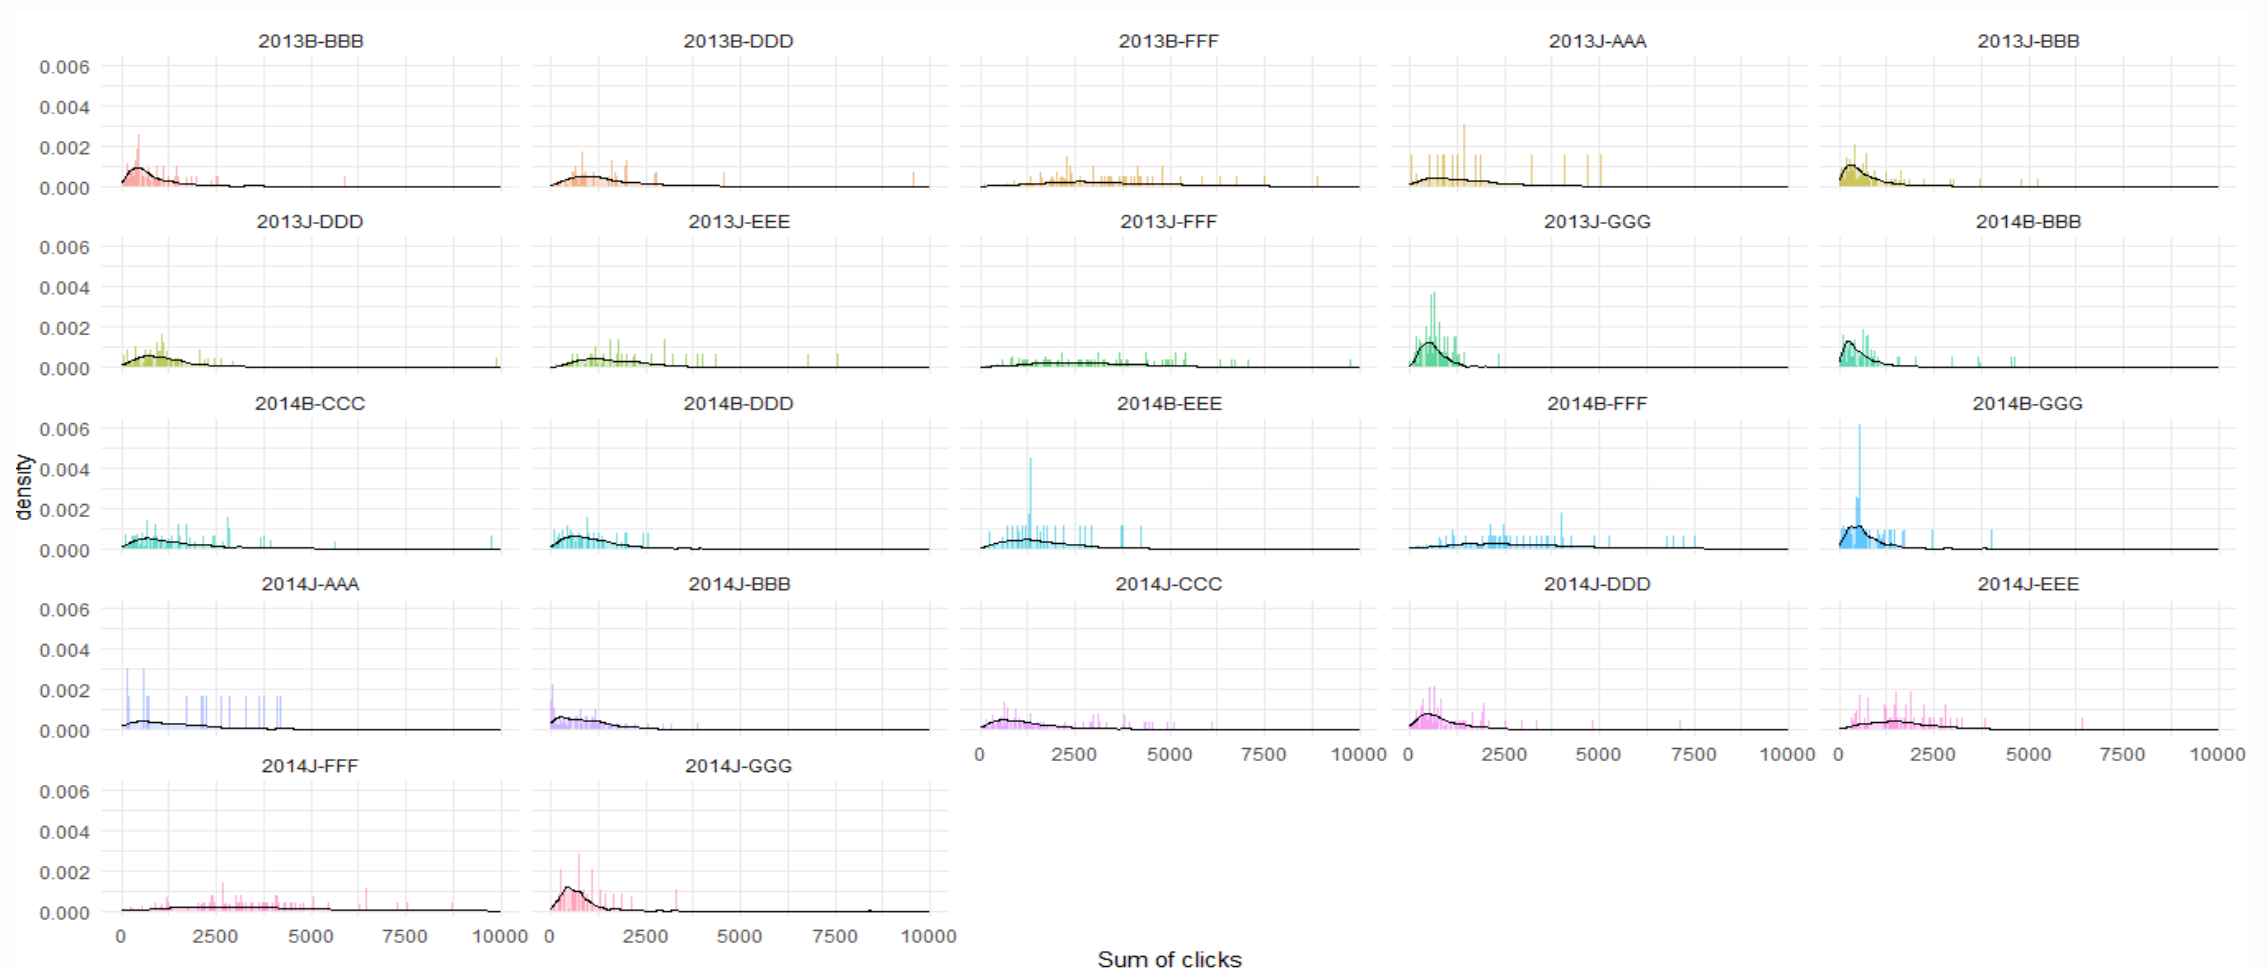 2013B-BBB 2013B-DDD 2013B-FFF 2013J-AAA 2013J-BBB
0.006
0.004
0.002
0.000
2013J-DDD 2013J-EEE 2013J-FFF 2013J-GGG 2014B-BBB
0.006
0.004
0.002
0.000
2014B-CCC 2014B-DDD 2014B-EEE 2014B-FFF 2014B-GGG
0.006
0.004
density
0.002
0.000
2014J-AAA 2014J-BBB 2014J-CCC 2014J-DDD 2014J-EEE
0.006
0.004
0.002
0.000
0 2500 5000 7500 10000 0 2500 5000 7500 10000 0 2500 5000 7500 10000
2014J-FFF 2014J-GGG
0.006
0.004
0.002
0.000
0 2500 5000 7500 10000 0 2500 5000 7500 10000
Sum of clicks